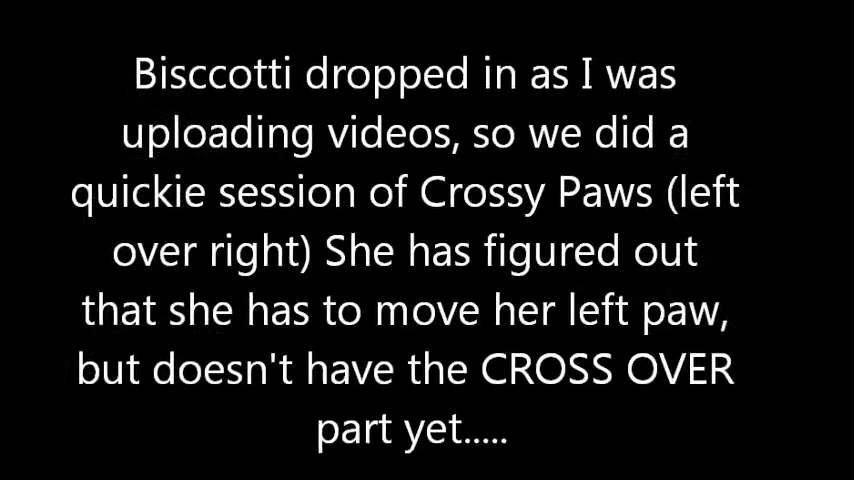 Bisccotti dropped in as I was
uploading videos, so we did a
quickie session of Crossy Paws (left
over right) She has figured out
that she has to move her left paw,
but doesn't have the CROSS OVER
part yet.....